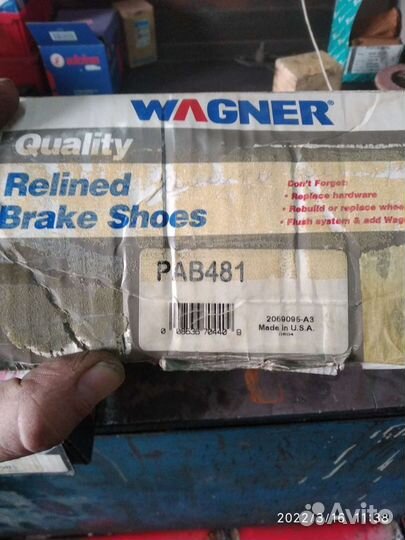 WAGNER®
Quality
Relined
Brake Shoes
Don't Forget:
• Replace hardware
• Rebuild or replace whee
• Flush system & add Wag
PAB481
2069095-A3
Made in U.S.A.
2022/3/16 11:38
Avito